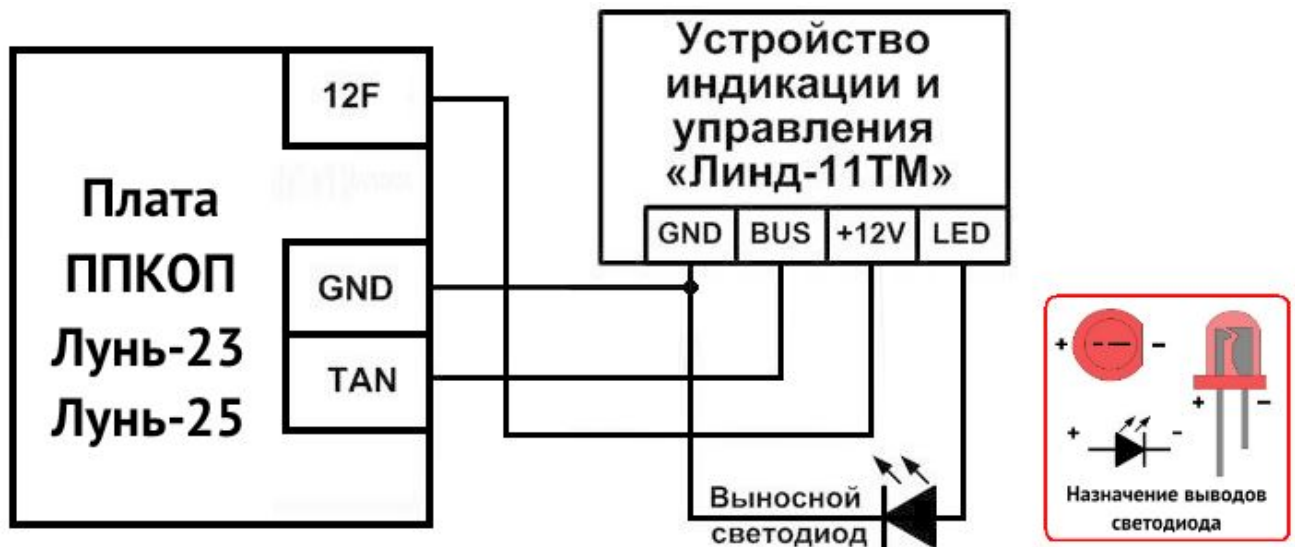 12F
Плата
ППКОП
Лунь-23
Лунь-25
GND
TAN
Устройство
индикации и
управления
«Линд-11ТМ»
GND BUS +12V LED
Выносной
светодиод
+ -
+ -
+ -
Назначение выводов
светодиода